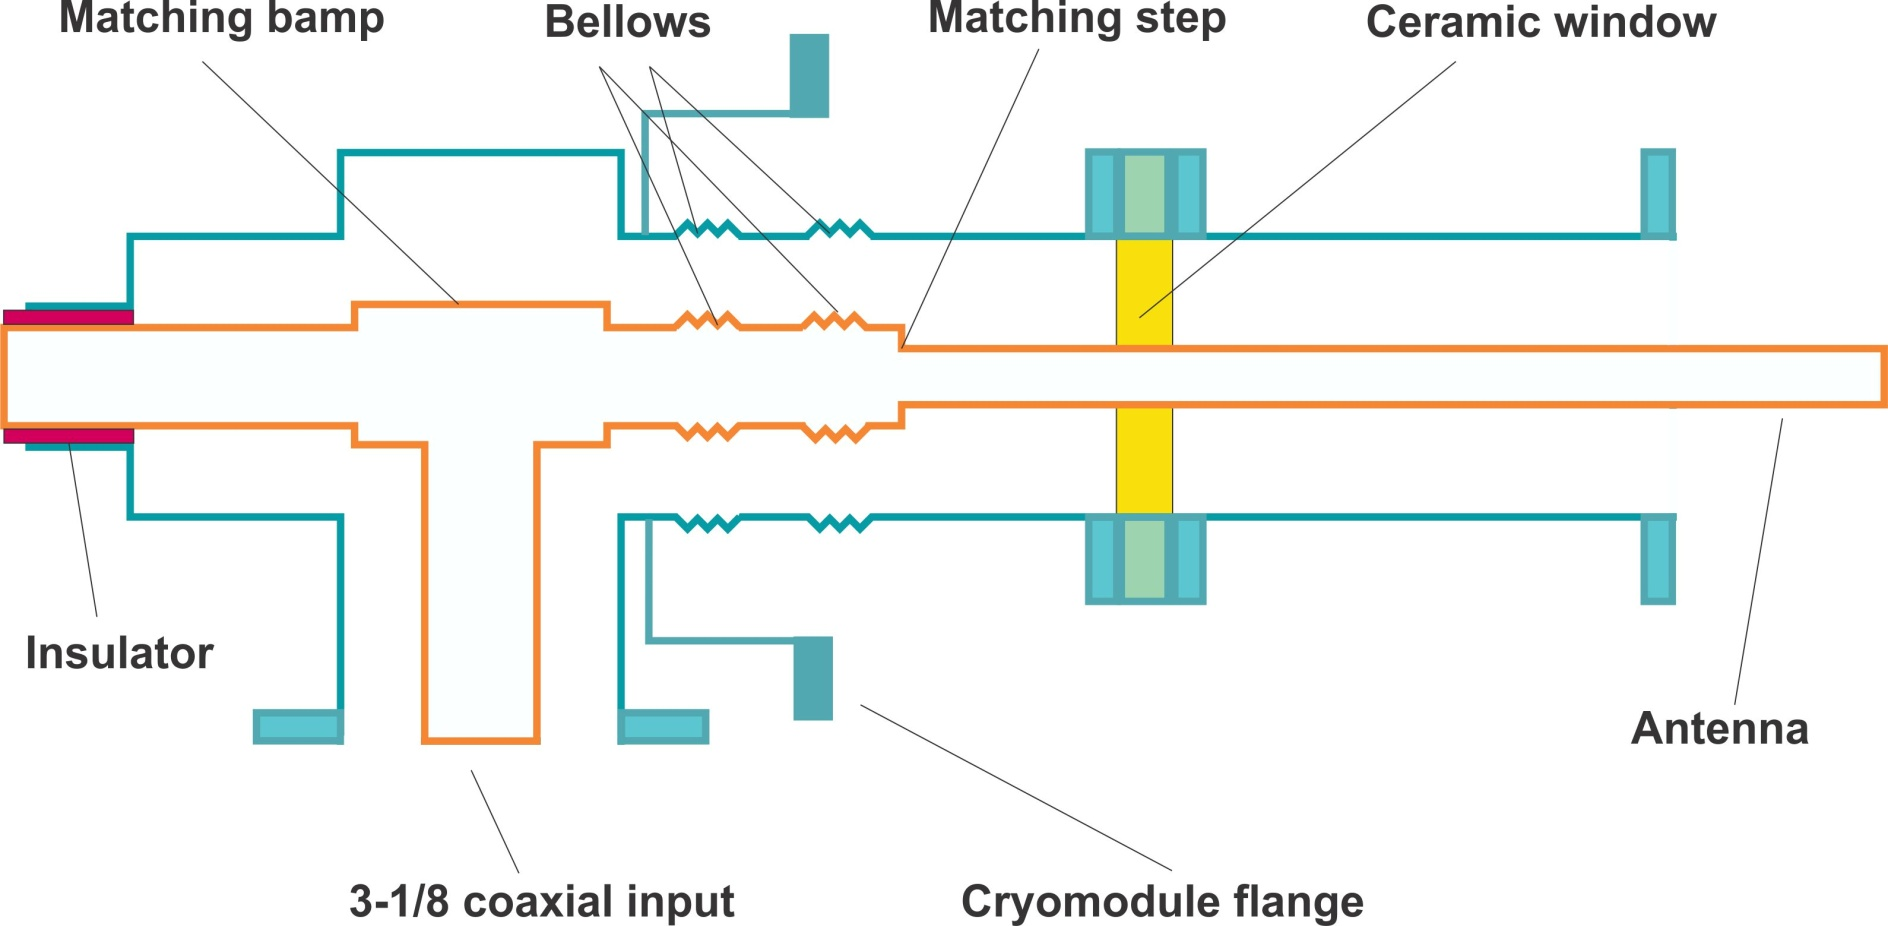 Matching bamp
Bellows
Matching step
Ceramic window
Insulator
Antenna
3-1/8 coaxial input
Cryomodule flange